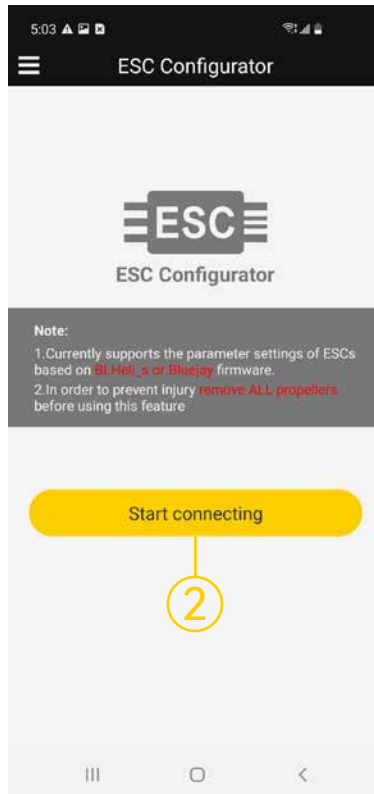 5:03
ESC Configurator
ESC
ESC Configurator
Note:
1.Currently supports the parameter settings of ESCs
based on BLHeli_s or Bluejay firmware.
2.In order to prevent injury remove ALL propellers
before using this feature
Start connecting
2